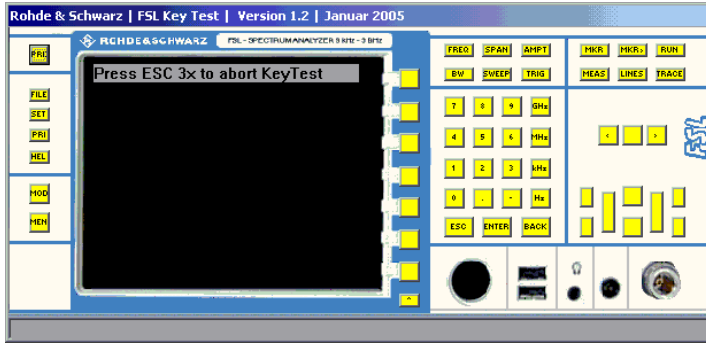 Rohde & Schwarz | FSL Key Test | Version 1.2 | Januar 2005
ROHDE&SCHWARZ FSL - SPECTRUM ANALYZER 9 kHz - 3 GHz
Press ESC 3x to abort KeyTest
PRE
FILE
SET
PRI
HEL
MOD
MEN
FREQ SPAN AMPT
BW SWEEP TRIG
MKR MKR> RUN
MEAS LINES TRACE
7 8 9 GHz
4 5 6 MHz
1 2 3 kHz
0 . - Hz
ESC ENTER BACK
< >
^